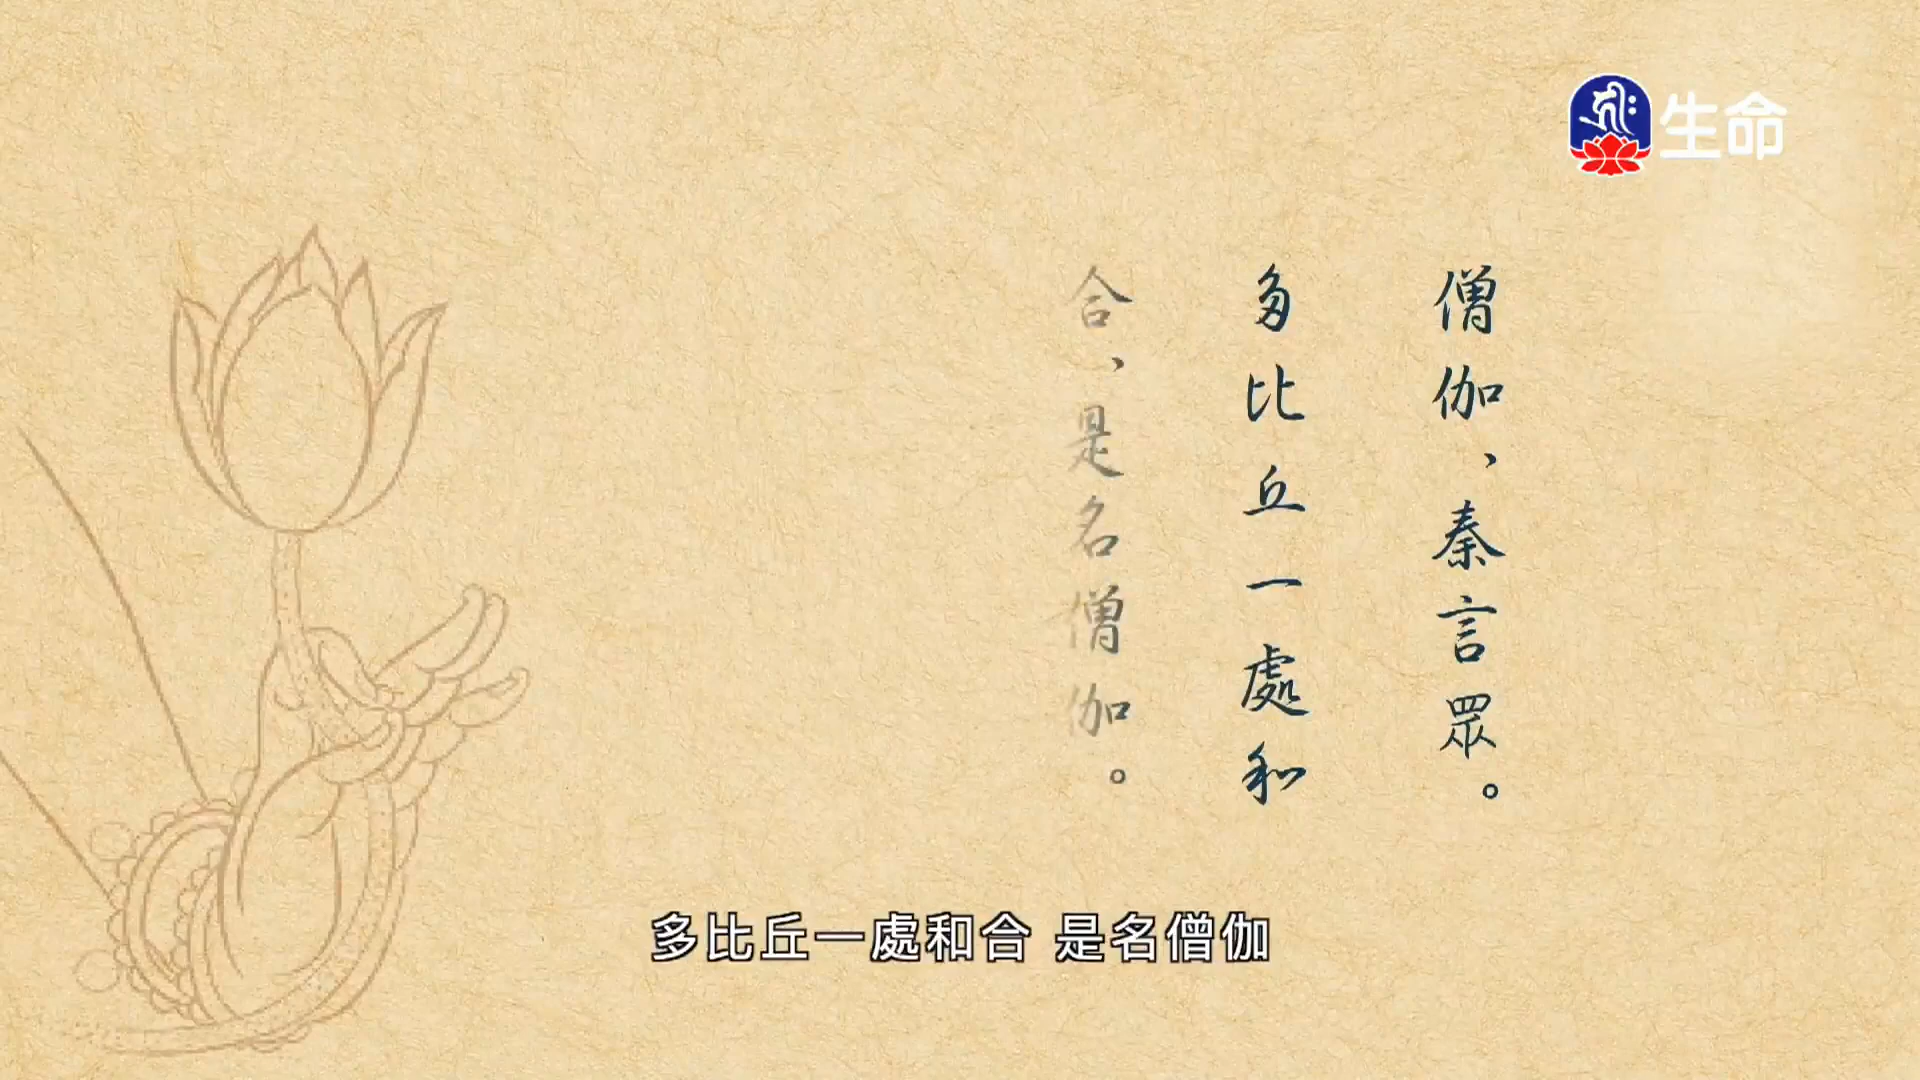 生命
僧伽、秦言眾。
多比丘一處和
合、是名僧伽。
多比丘一處和合 是名僧伽